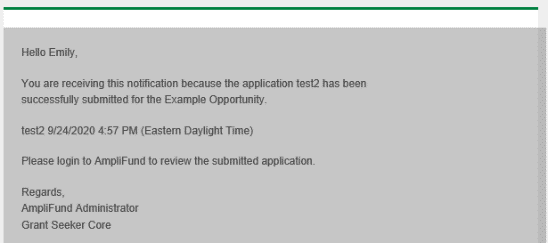 Hello Emily,
You are receiving this notification because the application test2 has been
successfully submitted for the Example Opportunity.
test2 9/24/2020 4:57 PM (Eastern Daylight Time)
Please login to AmpliFund to review the submitted application.
Regards,
AmpliFund Administrator
Grant Seeker Core